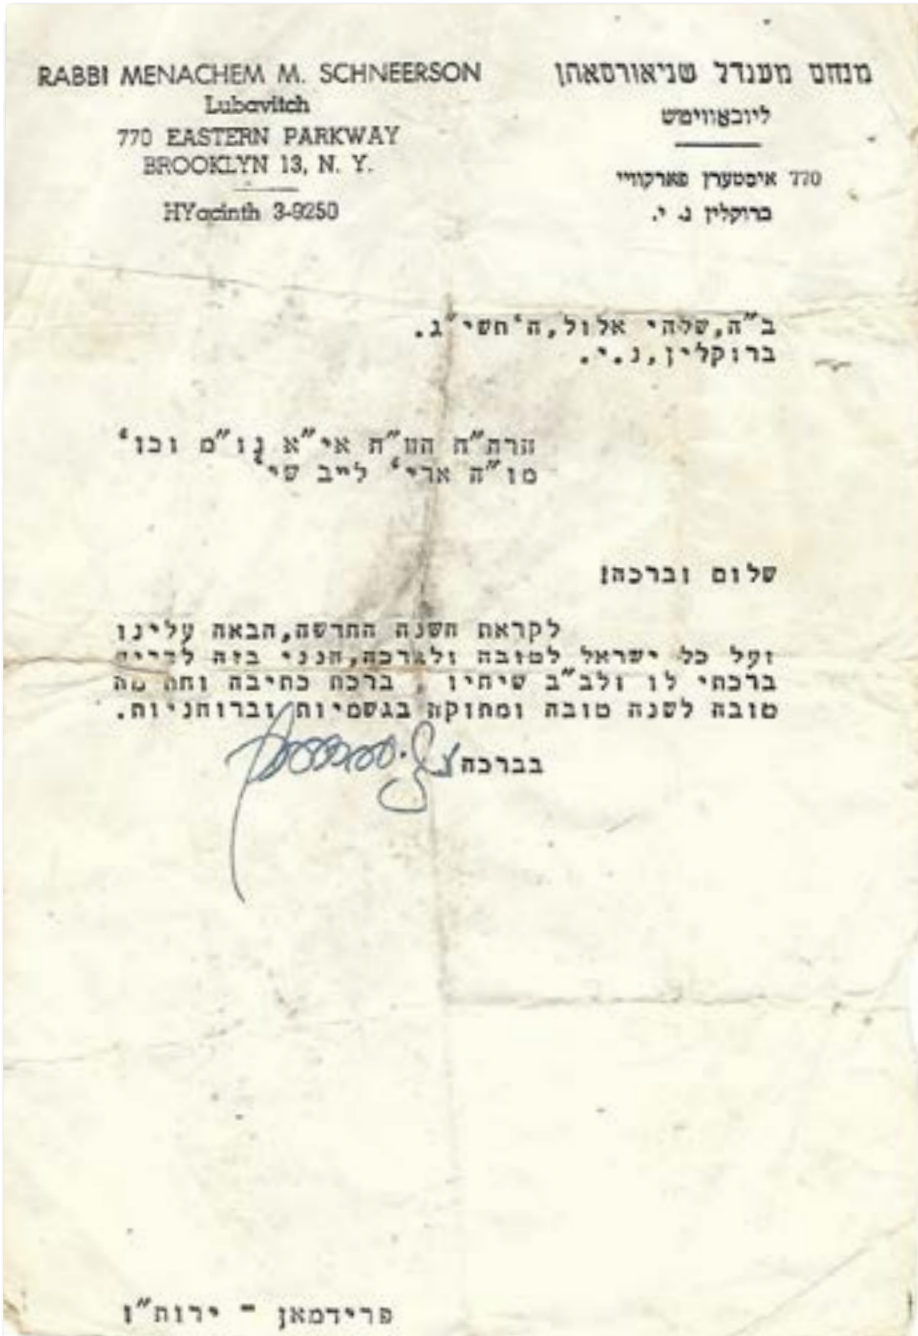 RABBI MENACHEM M. SCHNEERSON
Lubavitch
770 EASTERN PARKWAY
BROOKLYN 13, N. Y.
HYacinth 3-9250
מנחם מענדל שניאורסאהן
ליובאוויטש
770 איסטערן פארקוויי
ברוקלין נ. י.
ב"ה,שלהי אלול,ה'תשי"ג.
ברוקלין,נ.י.
הרה"ח הוו"ח אי"א נו"מ וכו'
מו"ה ארי' לייב שי'
שלום וברכה!
לקראת השנה החדשה,הבאה עלינו
ועל כל ישראל לטובה ולברכה,הנני בזה להביע
ברכתי לו ולב"ב שיחיו , ברכת כתיבה וחתימה
טובה לשנה טובה ומתוקה בגשמיות וברוחניות.
בברכה
פרידמאן - ירות"ו